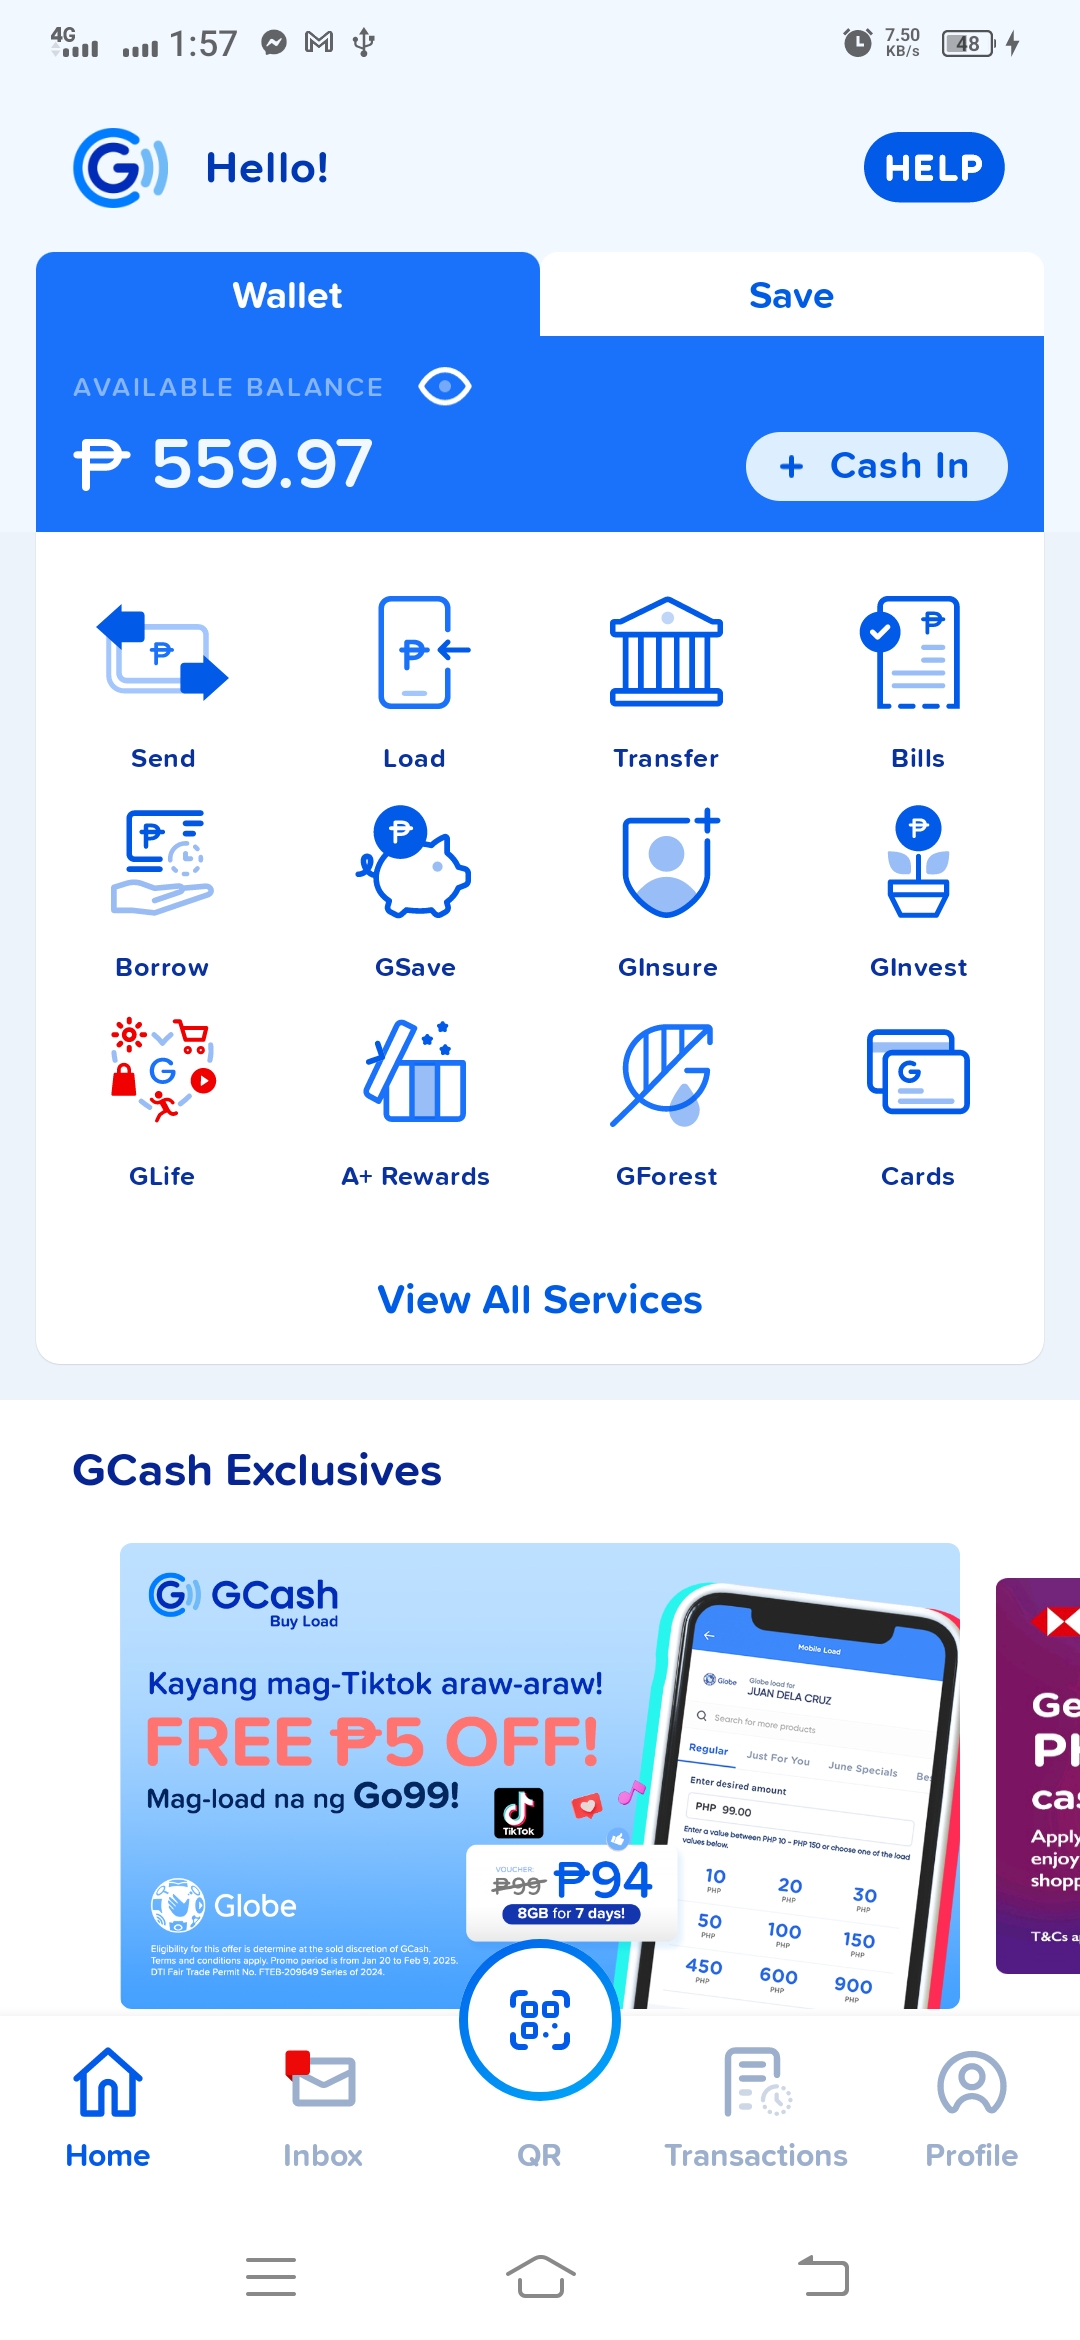 4G 1:57 7.50 KB/s 48
Hello!
HELP
Wallet Save
AVAILABLE BALANCE
₱ 559.97
+ Cash In
Send Load Transfer Bills
Borrow GSave GInsure GInvest
GLife A+ Rewards GForest Cards
View All Services
GCash Exclusives
GCash
Buy Load
Kayang mag-Tiktok araw-araw!
FREE ₱5 OFF!
Mag-load na ng Go99!
TikTok
VOUCHER:
₱99 ₱94
8GB for 7 days!
Globe
Eligibility for this offer is determine at the sold discretion of GCash.
Terms and conditions apply. Promo period is from Jan 20 to Feb 9, 2025.
DTI Fair Trade Permit No. FTEB-209649 Series of 2024.
Mobile Load
Globe
Globe load for
JUAN DELA CRUZ
Search for more products
Regular Just For You June Specials Bes
Enter desired amount
PHP 99.00
Enter a value between PHP 10 - PHP 150 or choose one of the load
values below.
10 PHP 20 PHP 30 PHP
50 PHP 100 PHP 150 PHP
450 PHP 600 PHP 900 PHP
Ge
PH
cas
Apply
enjoy
shopp
T&Cs ap
Home Inbox QR Transactions Profile